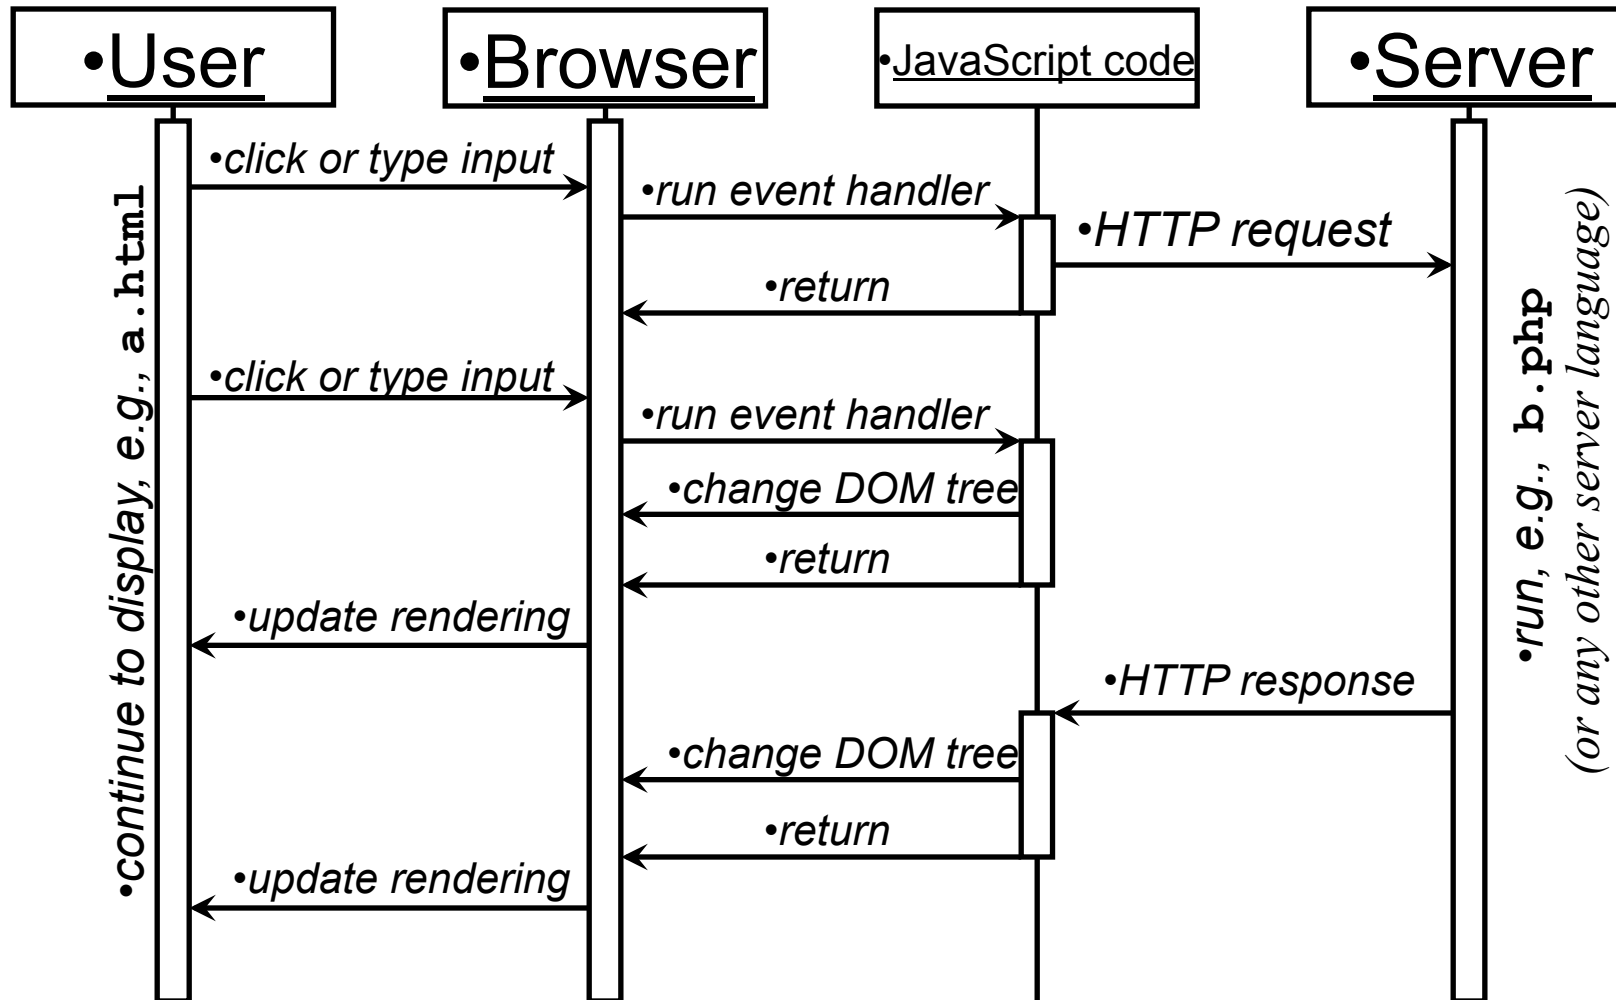 •User
•Browser
•JavaScript code
•Server
•click or type input
•run event handler
•HTTP request
•return
•click or type input
•run event handler
•change DOM tree
•return
•update rendering
•HTTP response
•change DOM tree
•return
•update rendering
•continue to display, e.g., a.html
•run, e.g., b.php
(or any other server language)